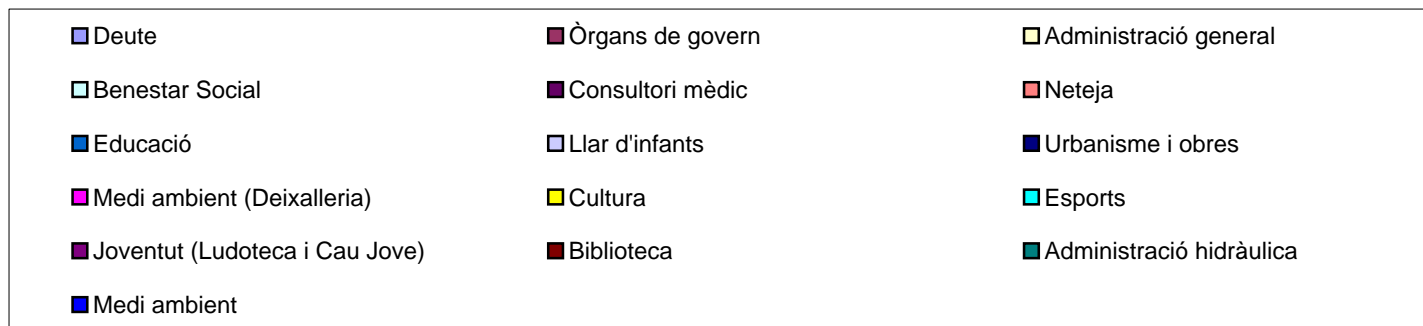 Deute Òrgans de govern Administració general
Benestar Social Consultori mèdic Neteja
Educació Llar d'infants Urbanisme i obres
Medi ambient (Deixalleria) Cultura Esports
Joventut (Ludoteca i Cau Jove) Biblioteca Administració hidràulica
Medi ambient